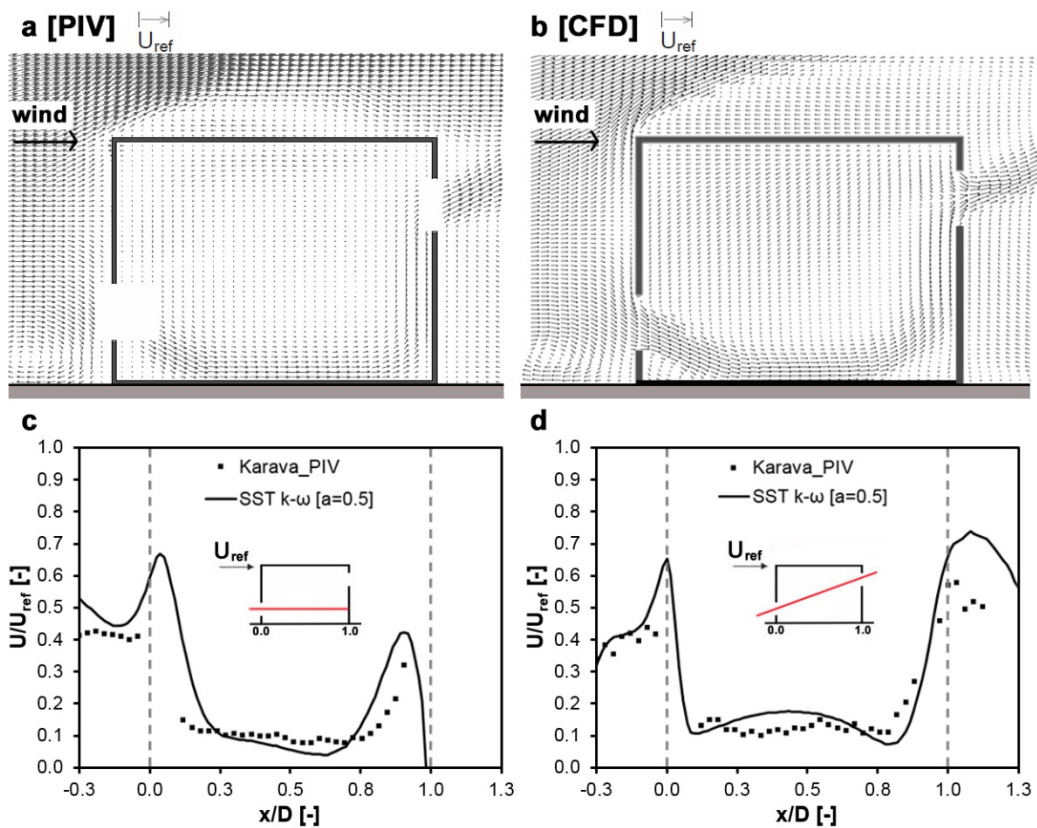 a [PIV]
U_ref
b [CFD]
U_ref
wind
wind
c
d
U/U_ref [-]
1.0
0.9
0.8
0.7
0.6
0.5
0.4
0.3
0.2
0.1
0.0
Karava_PIV
SST k-ω [a=0.5]
U_ref
0.0
1.0
-0.3
0.0
0.3
0.5
0.8
1.0
1.3
x/D [-]
U/U_ref [-]
1.0
0.9
0.8
0.7
0.6
0.5
0.4
0.3
0.2
0.1
0.0
Karava_PIV
SST k-ω [a=0.5]
U_ref
0.0
1.0
-0.3
0.0
0.3
0.5
0.8
1.0
1.3
x/D [-]